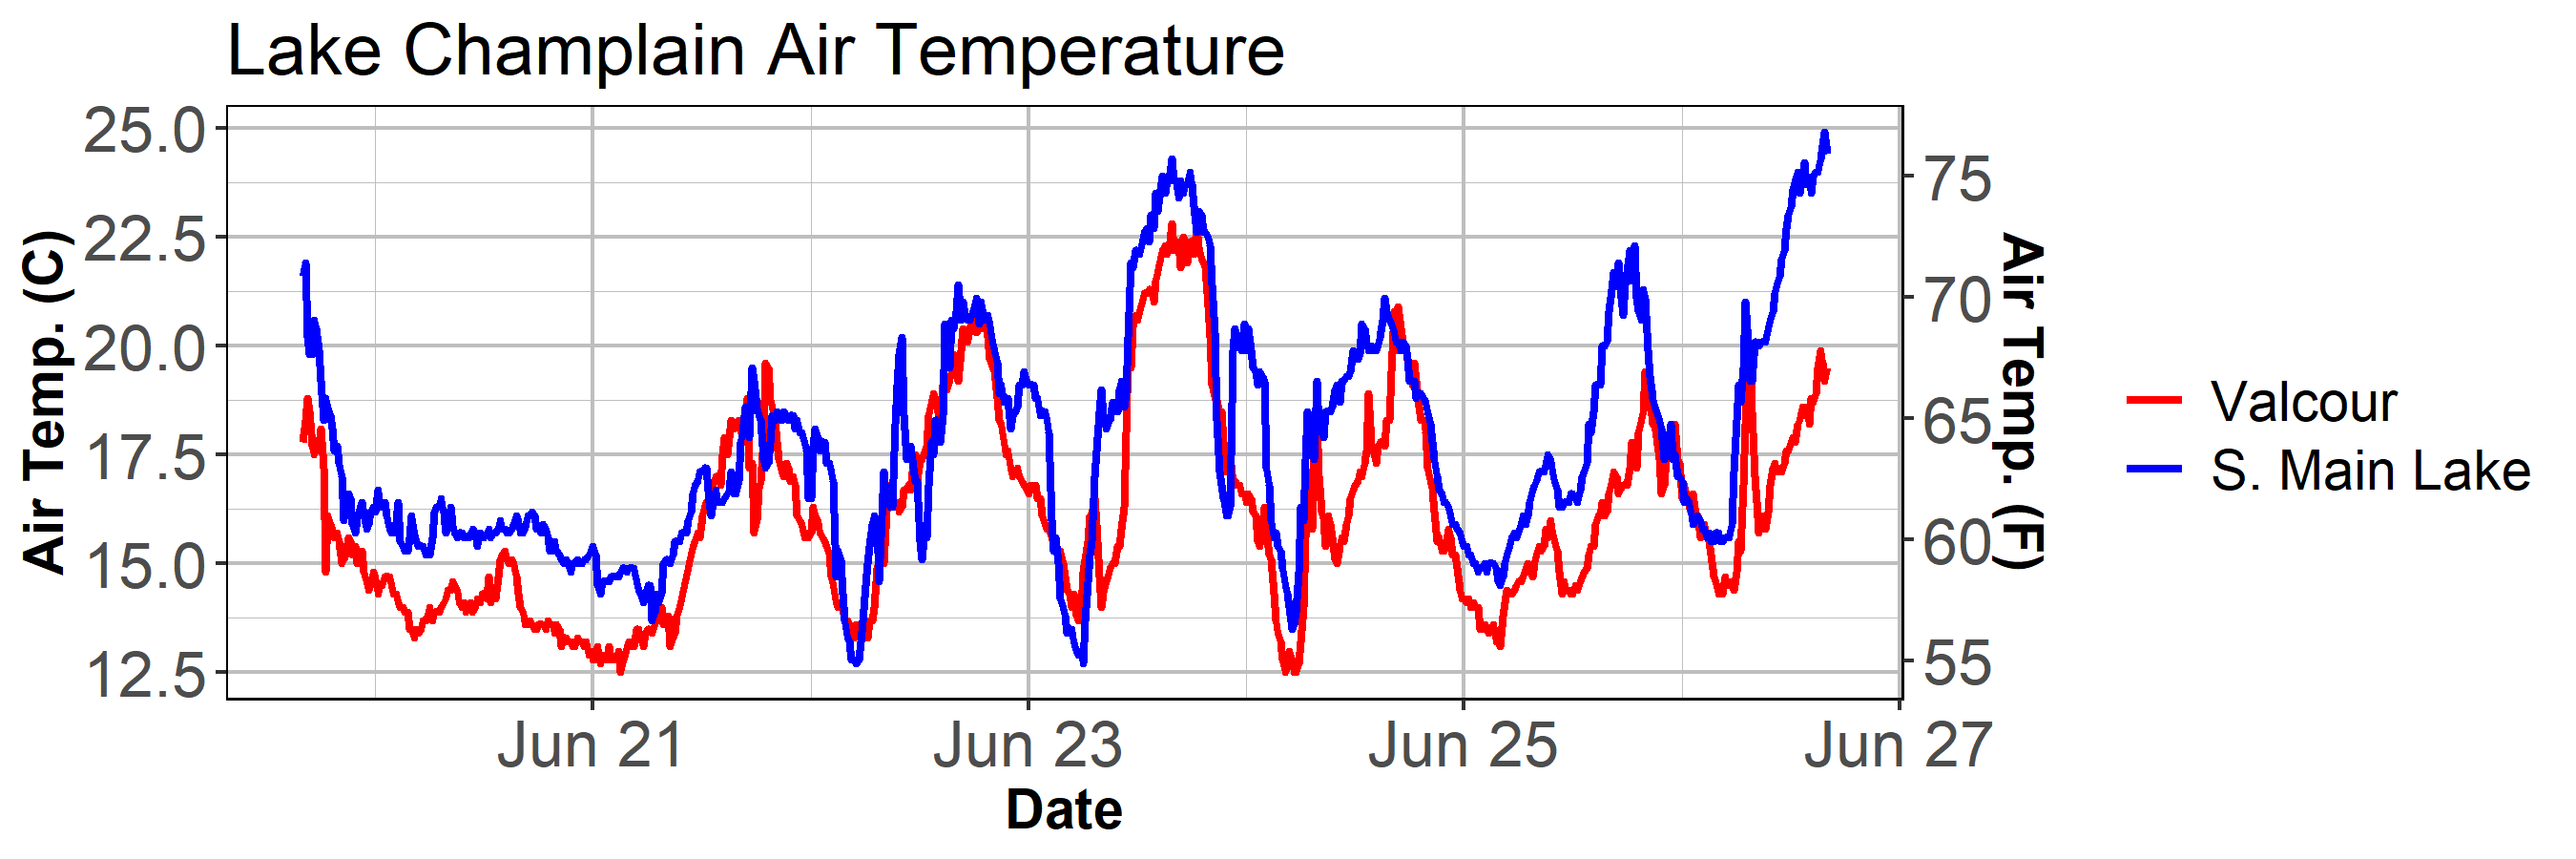 Lake Champlain Air Temperature
Air Temp. (C)
25.0
22.5
20.0
17.5
15.0
12.5
75
70
65
60
55
Air Temp. (F)
Jun 21
Jun 23
Jun 25
Jun 27
Date
Valcour
S. Main Lake